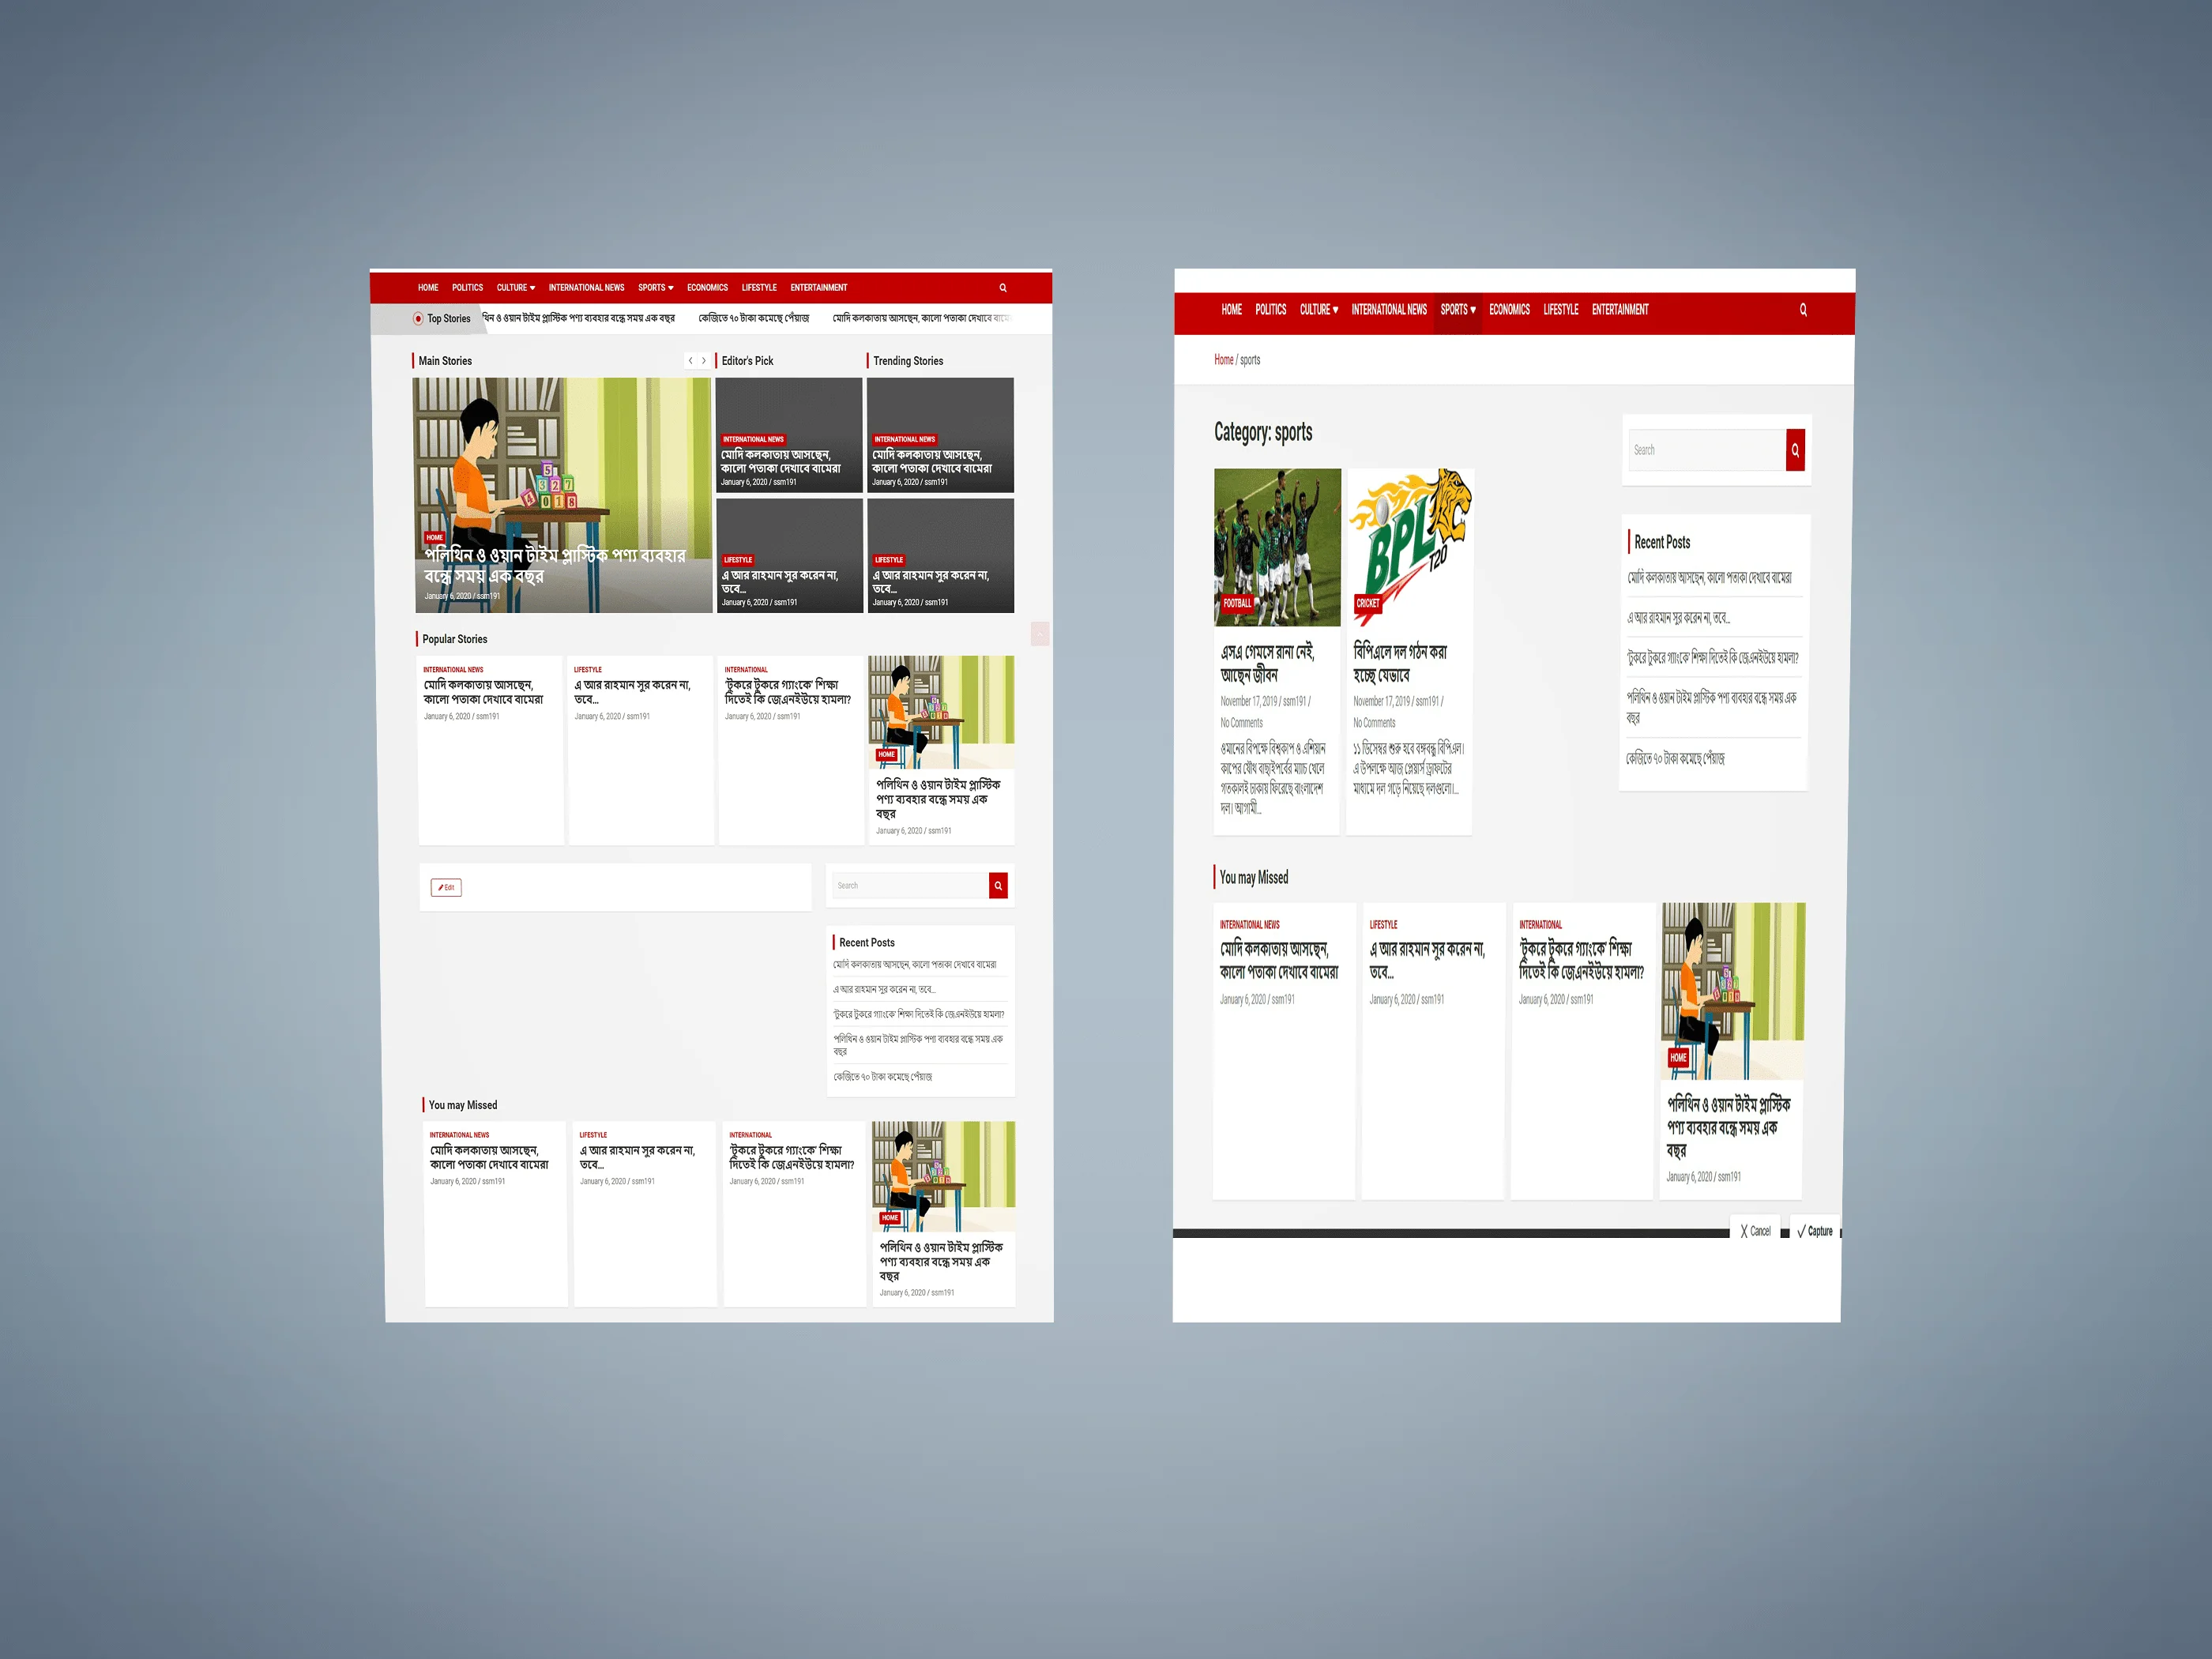 HOME POLITICS CULTURE INTERNATIONAL NEWS SPORTS ECONOMICS LIFESTYLE ENTERTAINMENT
Top Stories
থিন ও ওয়ান টাইম প্লাস্টিক পণ্য ব্যবহার বন্ধে সময় এক বছর কেজিতে ৭০ টাকা কমেছে পেঁয়াজ মোদি কলকাতায় আসছেন, কালো পতাকা দেখাবে বামে
Main Stories
Editor's Pick
Trending Stories
5
3 2 7
4 0 1 8
HOME
পলিথিন ও ওয়ান টাইম প্লাস্টিক পণ্য ব্যবহার
বন্ধে সময় এক বছর
January 6, 2020 / ssm191
INTERNATIONAL NEWS
মোদি কলকাতায় আসছেন,
কালো পতাকা দেখাবে বামেরা
January 6, 2020 / ssm191
INTERNATIONAL NEWS
মোদি কলকাতায় আসছেন,
কালো পতাকা দেখাবে বামেরা
January 6, 2020 / ssm191
LIFESTYLE
এ আর রাহমান সুর করেন না,
তবে...
January 6, 2020 / ssm191
LIFESTYLE
এ আর রাহমান সুর করেন না,
তবে...
January 6, 2020 / ssm191
Popular Stories
INTERNATIONAL NEWS
মোদি কলকাতায় আসছেন,
কালো পতাকা দেখাবে বামেরা
January 6, 2020 / ssm191
LIFESTYLE
এ আর রাহমান সুর করেন না,
তবে...
January 6, 2020 / ssm191
INTERNATIONAL
'টুকরে টুকরে গ্যাংকে' শিক্ষা
দিতেই কি জেএনইউয়ে হামলা?
January 6, 2020 / ssm191
HOME
পলিথিন ও ওয়ান টাইম প্লাস্টিক
পণ্য ব্যবহার বন্ধে সময় এক
বছর
January 6, 2020 / ssm191
Edit
Search
Recent Posts
মোদি কলকাতায় আসছেন, কালো পতাকা দেখাবে বামেরা
এ আর রাহমান সুর করেন না, তবে...
'টুকরে টুকরে গ্যাংকে' শিক্ষা দিতেই কি জেএনইউয়ে হামলা?
পলিথিন ও ওয়ান টাইম প্লাস্টিক পণ্য ব্যবহার বন্ধে সময় এক
বছর
কেজিতে ৭০ টাকা কমেছে পেঁয়াজ
You may Missed
INTERNATIONAL NEWS
মোদি কলকাতায় আসছেন,
কালো পতাকা দেখাবে বামেরা
January 6, 2020 / ssm191
LIFESTYLE
এ আর রাহমান সুর করেন না,
তবে...
January 6, 2020 / ssm191
INTERNATIONAL
'টুকরে টুকরে গ্যাংকে' শিক্ষা
দিতেই কি জেএনইউয়ে হামলা?
January 6, 2020 / ssm191
HOME
পলিথিন ও ওয়ান টাইম প্লাস্টিক
পণ্য ব্যবহার বন্ধে সময় এক
বছর
January 6, 2020 / ssm191
HOME POLITICS CULTURE INTERNATIONAL NEWS SPORTS ECONOMICS LIFESTYLE ENTERTAINMENT
Home / sports
Category: sports
FOOTBALL
এসএ গেমসে রানা নেই,
আছেন জীবন
November 17, 2019 / ssm191 /
No Comments
ওমানের বিপক্ষে বিশ্বকাপ ও এশিয়ান
কাপের যৌথ বাছাইপর্বের ম্যাচ খেলে
গতকালই ঢাকায় ফিরেছে বাংলাদেশ
দল। আগামী...
BPL
T20
CRICKET
বিপিএলে দল গঠন করা
হচ্ছে যেভাবে
November 17, 2019 / ssm191 /
No Comments
১১ ডিসেম্বর শুরু হবে বঙ্গবন্ধু বিপিএল।
এ উপলক্ষে আজ প্লেয়ার্স ড্রাফটের
মাধ্যমে দল গড়ে নিয়েছে দলগুলো।...
Search
Recent Posts
মোদি কলকাতায় আসছেন, কালো পতাকা দেখাবে বামেরা
এ আর রাহমান সুর করেন না, তবে...
'টুকরে টুকরে গ্যাংকে' শিক্ষা দিতেই কি জেএনইউয়ে হামলা?
পলিথিন ও ওয়ান টাইম প্লাস্টিক পণ্য ব্যবহার বন্ধে সময় এক
বছর
কেজিতে ৭০ টাকা কমেছে পেঁয়াজ
You may Missed
INTERNATIONAL NEWS
মোদি কলকাতায় আসছেন,
কালো পতাকা দেখাবে বামেরা
January 6, 2020 / ssm191
LIFESTYLE
এ আর রাহমান সুর করেন না,
তবে...
January 6, 2020 / ssm191
INTERNATIONAL
'টুকরে টুকরে গ্যাংকে' শিক্ষা
দিতেই কি জেএনইউয়ে হামলা?
January 6, 2020 / ssm191
HOME
পলিথিন ও ওয়ান টাইম প্লাস্টিক
পণ্য ব্যবহার বন্ধে সময় এক
বছর
January 6, 2020 / ssm191
Cancel
Capture